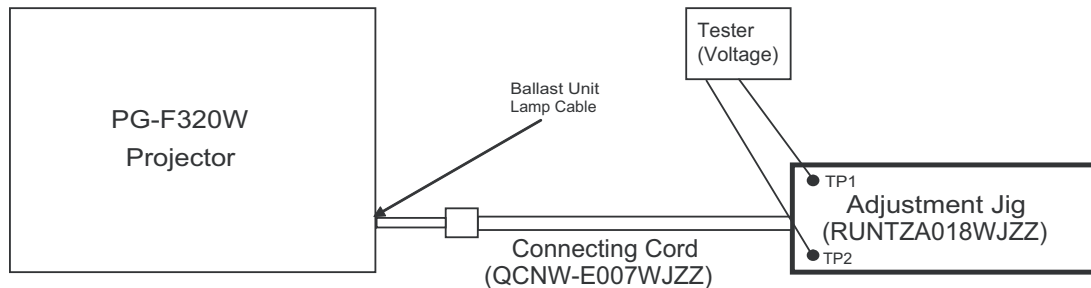 PG-F320W
Projector
Ballast Unit
Lamp Cable
Tester
(Voltage)
TP1
Adjustment Jig
(RUNTZA018WJZZ)
TP2
Connecting Cord
(QCNW-E007WJZZ)